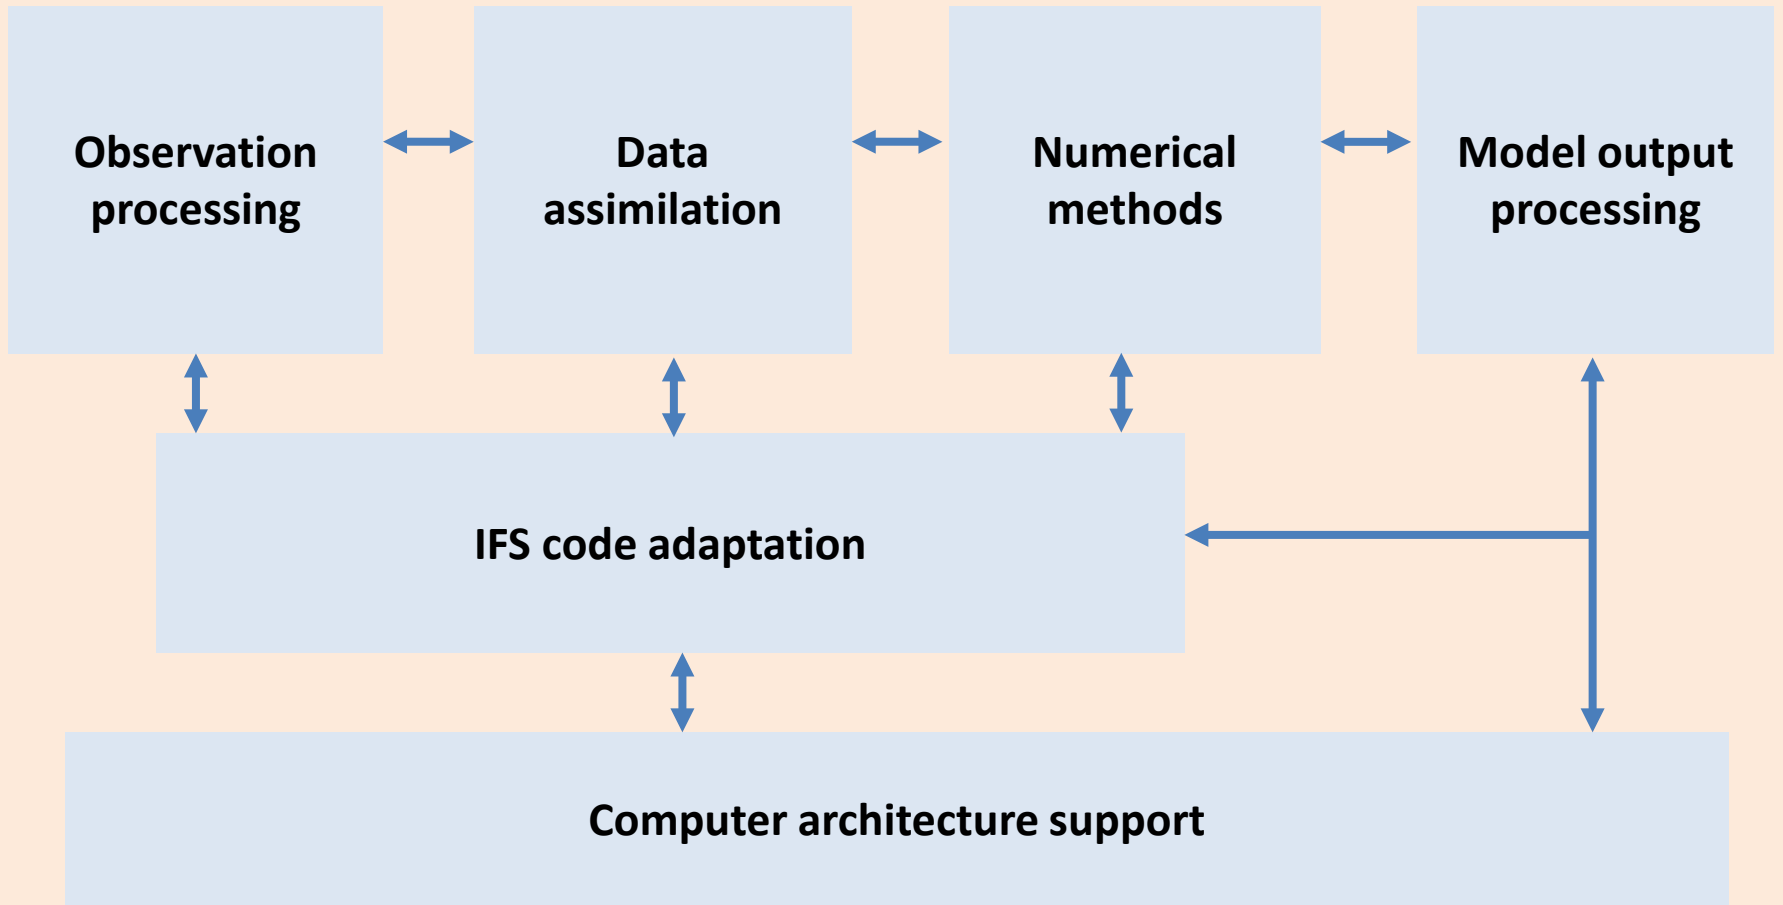 Observation
processing
Data
assimilation
Numerical
methods
Model output
processing
IFS code adaptation
Computer architecture support